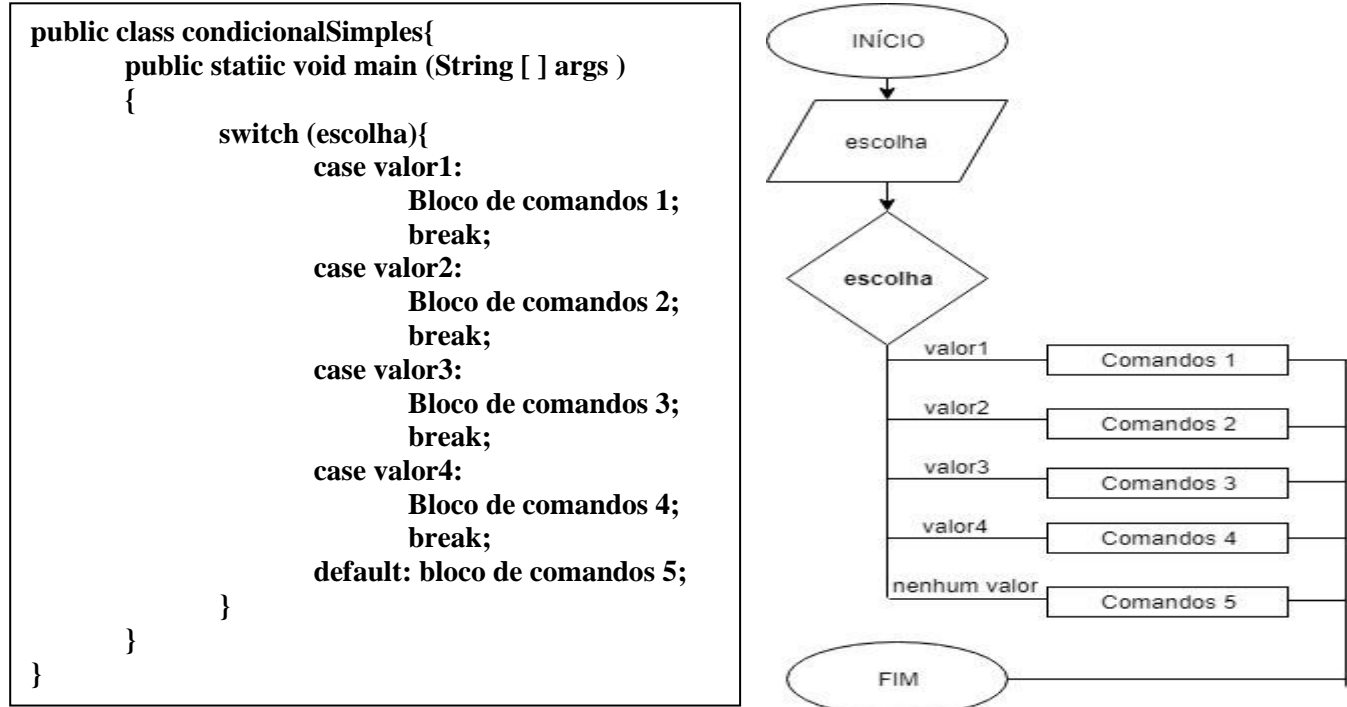 public class condicionalSimples{
public statiic void main (String [ ] args )
{
switch (escolha){
case valor1:
Bloco de comandos 1;
break;
case valor2:
Bloco de comandos 2;
break;
case valor3:
Bloco de comandos 3;
break;
case valor4:
Bloco de comandos 4;
break;
default: bloco de comandos 5;
}
}
}
INÍCIO
escolha
escolha
valor1
Comandos 1
valor2
Comandos 2
valor3
Comandos 3
valor4
Comandos 4
nenhum valor
Comandos 5
FIM